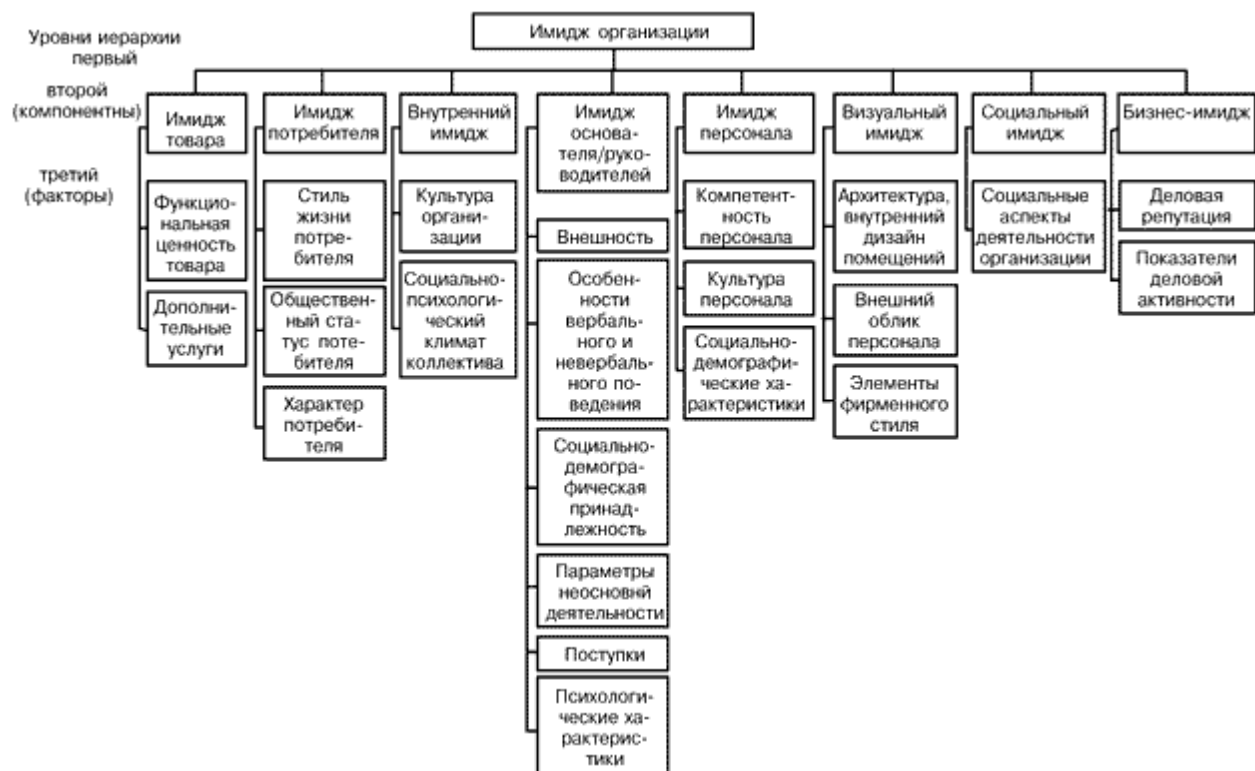 Имидж организации
Уровни иерархии
первый
второй
(компонентны)
третий
(факторы)
Имидж
товара
Функцио-
нальная
ценность
товара
Дополни-
тельные
услуги
Имидж
потребителя
Стиль
жизни
потре-
бителя
Обществен-
ный ста-
тус поте-
бителя
Характер
потреби-
теля
Внутренний
имидж
Культура
органи-
зации
Социально-
психологи-
ческий
климат
коллектива
Имидж
основа-
теля/руко-
водителей
Внешность
Особен-
ности
вербаль-
ного и
невербаль-
ного по-
ведения
Социально-
демогра-
фическая
принад-
лежность
Параметры
неосновнй
деятельности
Поступки
Психологи-
ческие ха-
рактерис-
тики
Имидж
персонала
Компетент-
ность
персонала
Культура
персонала
Социально-
демографи-
ческие ха-
рактеристики
Визуальный
имидж
Архитектура,
внутренний
дизайн
помещений
Внешний
облик
персонала
Элементы
фирменного
стиля
Социальный
имидж
Социальные
аспекты
деятельности
организации
Бизнес-имидж
Деловая
репутация
Показатели
деловой
активности